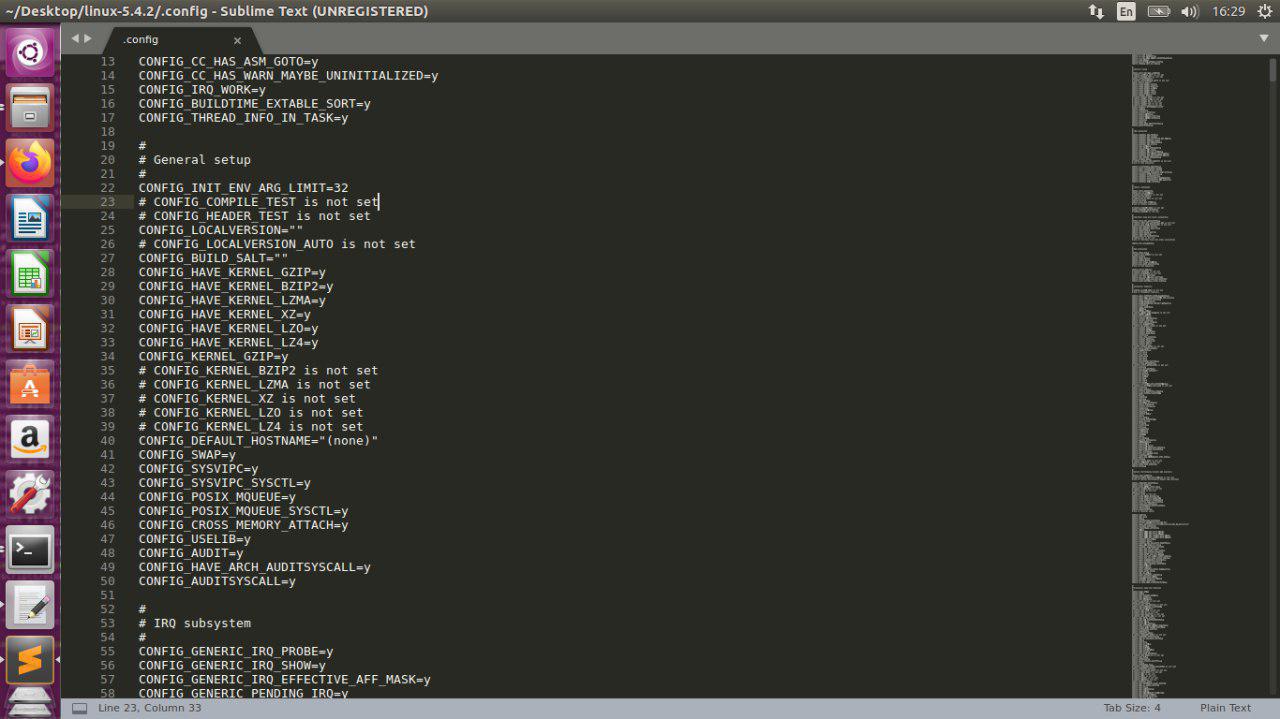 ~/Desktop/linux-5.4.2/.config - Sublime Text (UNREGISTERED)
En
16:29
.config
13 CONFIG_CC_HAS_ASM_GOTO=y
14 CONFIG_CC_HAS_WARN_MAYBE_UNINITIALIZED=y
15 CONFIG_IRQ_WORK=y
16 CONFIG_BUILDTIME_EXTABLE_SORT=y
17 CONFIG_THREAD_INFO_IN_TASK=y
18
19 #
20 # General setup
21 #
22 CONFIG_INIT_ENV_ARG_LIMIT=32
23 # CONFIG_COMPILE_TEST is not set
24 # CONFIG_HEADER_TEST is not set
25 CONFIG_LOCALVERSION=""
26 # CONFIG_LOCALVERSION_AUTO is not set
27 CONFIG_BUILD_SALT=""
28 CONFIG_HAVE_KERNEL_GZIP=y
29 CONFIG_HAVE_KERNEL_BZIP2=y
30 CONFIG_HAVE_KERNEL_LZMA=y
31 CONFIG_HAVE_KERNEL_XZ=y
32 CONFIG_HAVE_KERNEL_LZO=y
33 CONFIG_HAVE_KERNEL_LZ4=y
34 CONFIG_KERNEL_GZIP=y
35 # CONFIG_KERNEL_BZIP2 is not set
36 # CONFIG_KERNEL_LZMA is not set
37 # CONFIG_KERNEL_XZ is not set
38 # CONFIG_KERNEL_LZO is not set
39 # CONFIG_KERNEL_LZ4 is not set
40 CONFIG_DEFAULT_HOSTNAME="(none)"
41 CONFIG_SWAP=y
42 CONFIG_SYSVIPC=y
43 CONFIG_SYSVIPC_SYSCTL=y
44 CONFIG_POSIX_MQUEUE=y
45 CONFIG_POSIX_MQUEUE_SYSCTL=y
46 CONFIG_CROSS_MEMORY_ATTACH=y
47 CONFIG_USELIB=y
48 CONFIG_AUDIT=y
49 CONFIG_HAVE_ARCH_AUDITSYSCALL=y
50 CONFIG_AUDITSYSCALL=y
51
52 #
53 # IRQ subsystem
54 #
55 CONFIG_GENERIC_IRQ_PROBE=y
56 CONFIG_GENERIC_IRQ_SHOW=y
57 CONFIG_GENERIC_IRQ_EFFECTIVE_AFF_MASK=y
58 CONFIG_GENERIC_PENDING_IRQ=y
Line 23, Column 33
Tab Size: 4
Plain Text